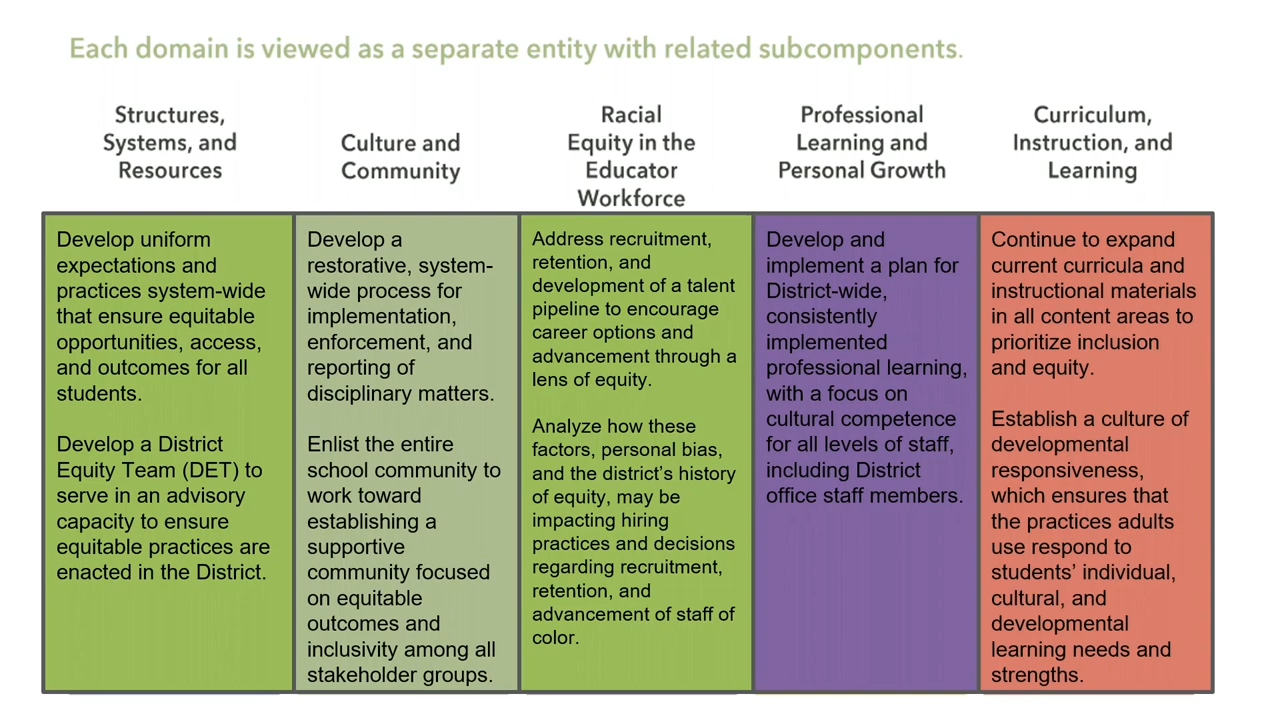 Each domain is viewed as a separate entity with related subcomponents.
Structures,
Systems, and
Resources
Culture and
Community
Racial
Equity in the
Educator
Workforce
Professional
Learning and
Personal Growth
Curriculum,
Instruction, and
Learning
Develop uniform
expectations and
practices system-wide
that ensure equitable
opportunities, access,
and outcomes for all
students.
Develop a District
Equity Team (DET) to
serve in an advisory
capacity to ensure
equitable practices are
enacted in the District.
Develop a
restorative, system-
wide process for
implementation,
enforcement, and
reporting of
disciplinary matters.
Enlist the entire
school community to
work toward
establishing a
supportive
community focused
on equitable
outcomes and
inclusivity among all
stakeholder groups.
Address recruitment,
retention, and
development of a talent
pipeline to encourage
career options and
advancement through a
lens of equity.
Analyze how these
factors, personal bias,
and the district's history
of equity, may be
impacting hiring
practices and decisions
regarding recruitment,
retention, and
advancement of staff of
color.
Develop and
implement a plan for
District-wide,
consistently
implemented
professional learning,
with a focus on
cultural competence
for all levels of staff,
including District
office staff members.
Continue to expand
current curricula and
instructional materials
in all content areas to
prioritize inclusion
and equity.
Establish a culture of
developmental
responsiveness,
which ensures that
the practices adults
use respond to
students' individual,
cultural, and
developmental
learning needs and
strengths.